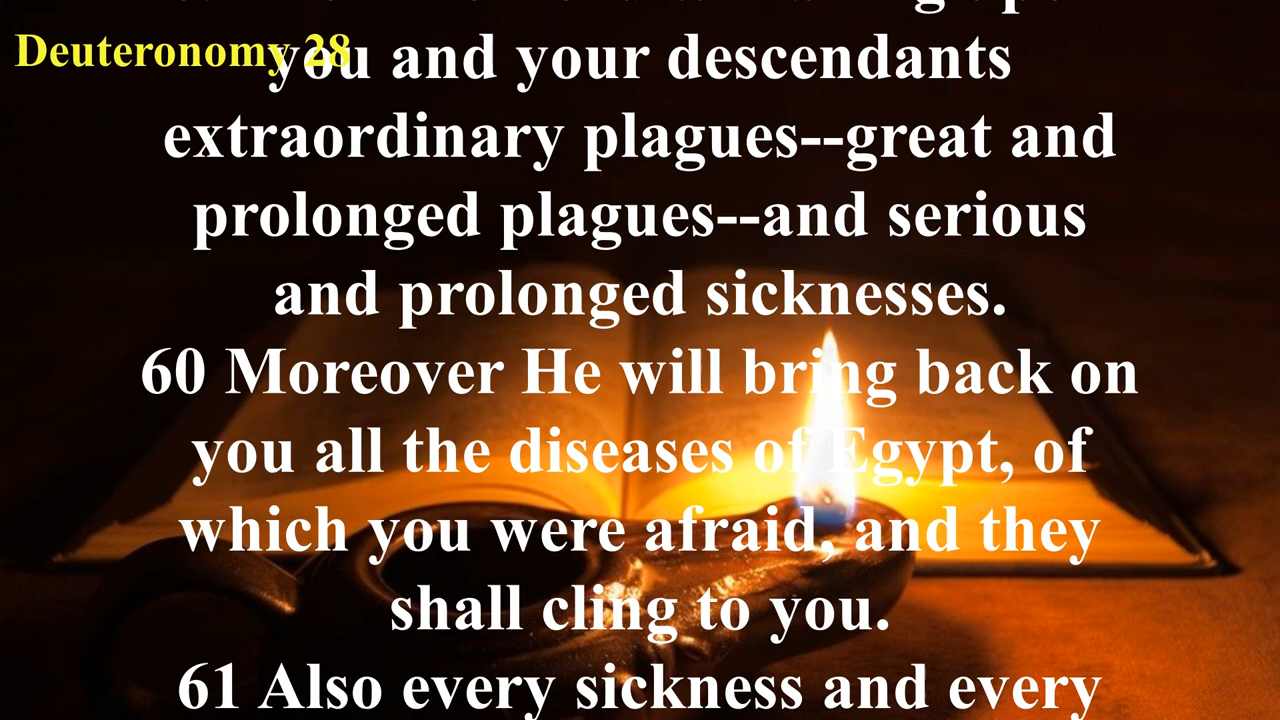 Deuteronomy 28
you and your descendants
extraordinary plagues--great and
prolonged plagues--and serious
and prolonged sicknesses.
60 Moreover He will bring back on
you all the diseases of Egypt, of
which you were afraid, and they
shall cling to you.
61 Also every sickness and every